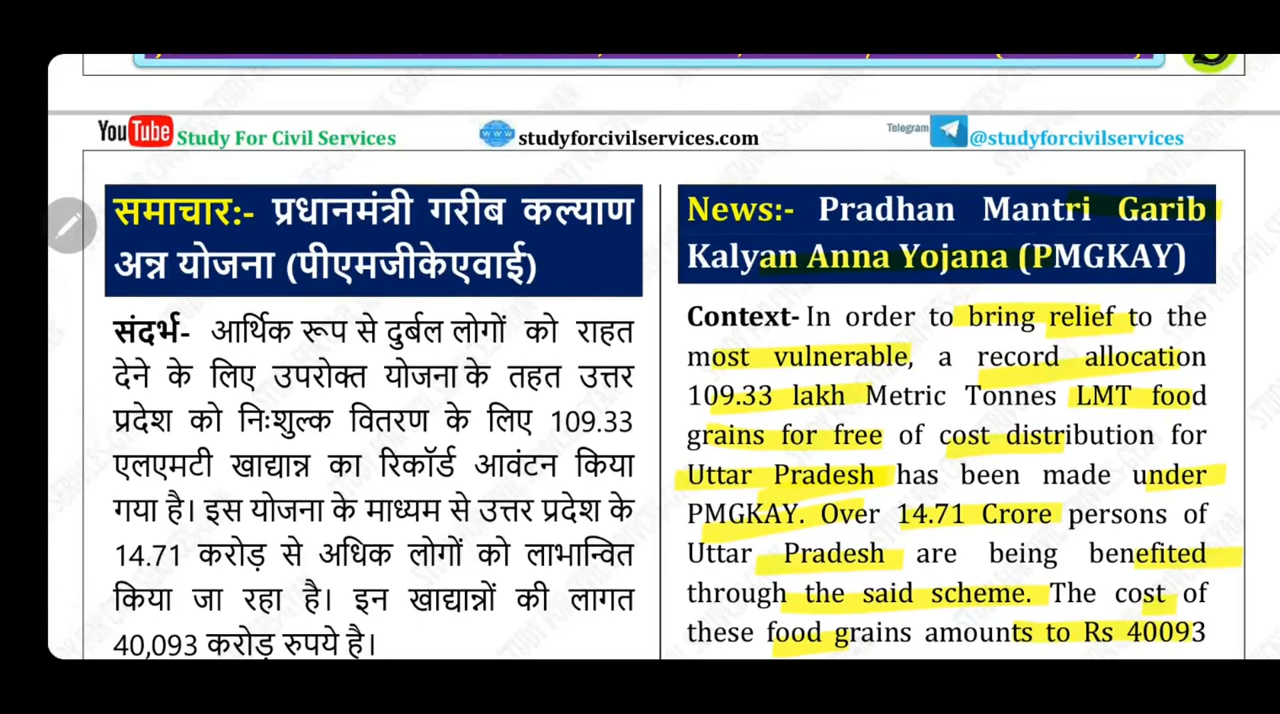 YouTube Study For Civil Services
www studyforcivilservices.com
Telegram @studyforcivilservices
समाचार:- प्रधानमंत्री गरीब कल्याण
अन्न योजना (पीएमजीकेएवाई)
संदर्भ- आर्थिक रूप से दुर्बल लोगों को राहत
देने के लिए उपरोक्त योजना के तहत उत्तर
प्रदेश को निःशुल्क वितरण के लिए 109.33
एलएमटी खाद्यान्न का रिकॉर्ड आवंटन किया
गया है। इस योजना के माध्यम से उत्तर प्रदेश के
14.71 करोड़ से अधिक लोगों को लाभान्वित
किया जा रहा है। इन खाद्यान्नों की लागत
40,093 करोड़ रुपये है।
News:- Pradhan Mantri Garib
Kalyan Anna Yojana (PMGKAY)
Context- In order to bring relief to the
most vulnerable, a record allocation
109.33 lakh Metric Tonnes LMT food
grains for free of cost distribution for
Uttar Pradesh has been made under
PMGKAY. Over 14.71 Crore persons of
Uttar Pradesh are being benefited
through the said scheme. The cost of
these food grains amounts to Rs 40093